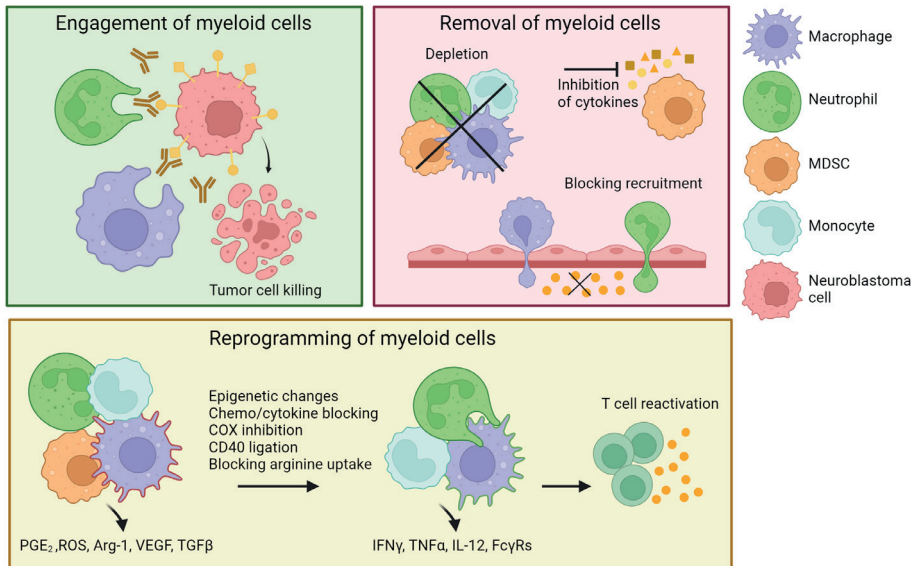 Engagement of myeloid cells
Tumor cell killing
Removal of myeloid cells
Depletion
Inhibition
of cytokines
Blocking recruitment
Macrophage
Neutrophil
MDSC
Monocyte
Neuroblastoma
cell
Reprogramming of myeloid cells
Epigenetic changes
Chemo/cytokine blocking
COX inhibition
CD40 ligation
Blocking arginine uptake
T cell reactivation
PGE₂ ,ROS, Arg-1, VEGF, TGFβ
IFNγ, TNFα, IL-12, FcγRs